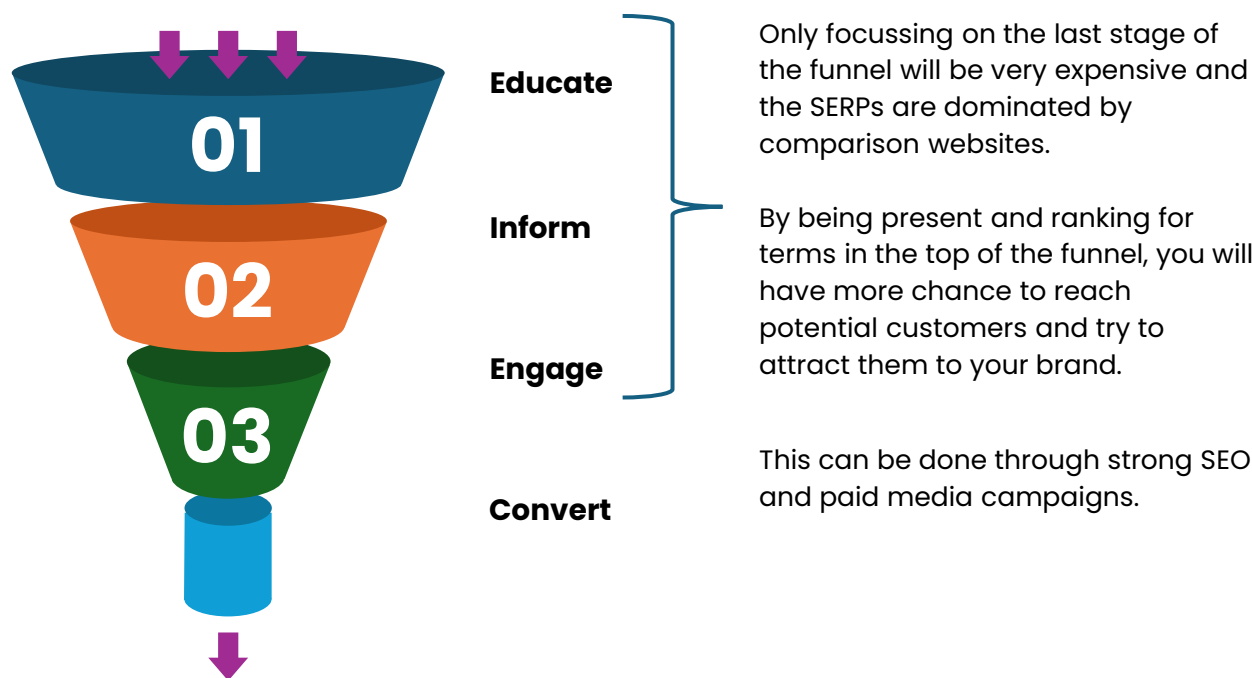 01
02
03
Educate
Inform
Engage
Convert
Only focussing on the last stage of
the funnel will be very expensive and
the SERPs are dominated by
comparison websites.
By being present and ranking for
terms in the top of the funnel, you will
have more chance to reach
potential customers and try to
attract them to your brand.
This can be done through strong SEO
and paid media campaigns.